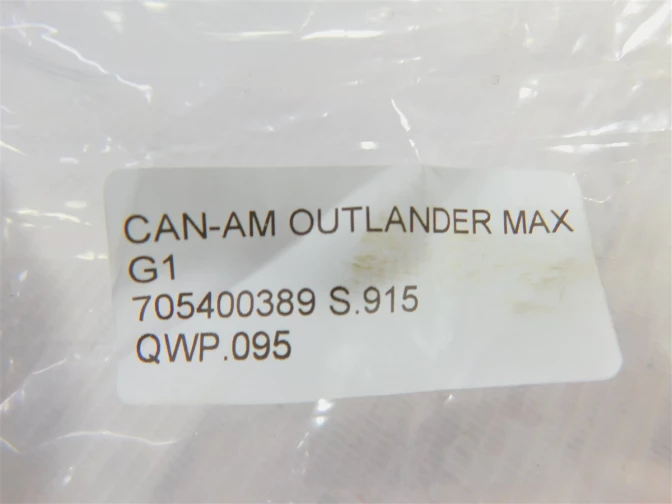 CAN-AM OUTLANDER MAX
G1
705400389 S.915
QWP.095